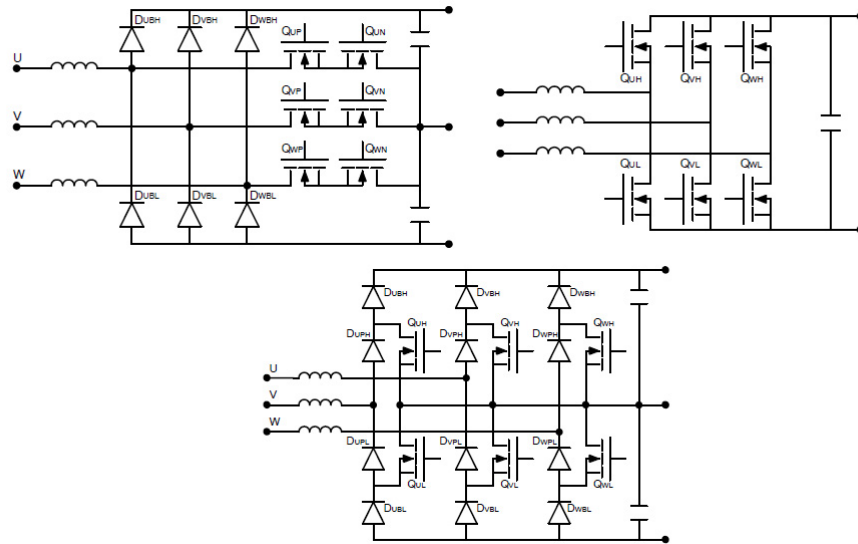 DUBH DVBH DWBH QUP QUN
U
QVP QVN
V
QWP QWN
W
DUBL DVBL DWBL
QUH QVH QWH
QUL QVL QWL
DUBH DVBH DWBH
QUH QVH QWH
DUPH DVPH DWPH
U
V
W
DUPL DVPL DWPL
QUL QVL QWL
DUBL DVBL DWBL